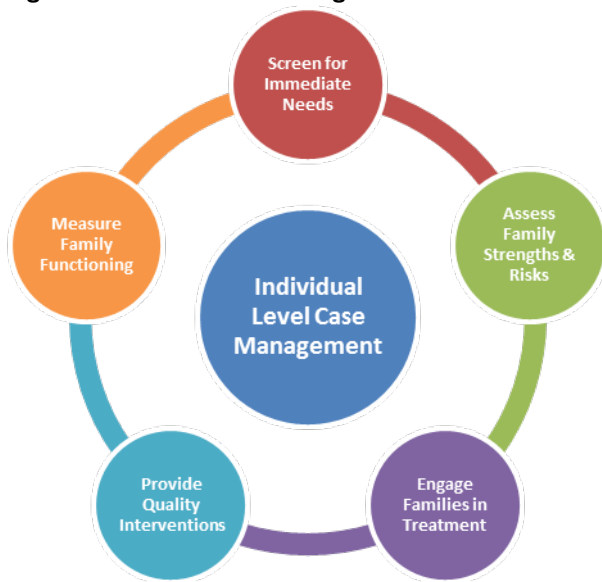 Screen for
Immediate
Needs
Assess
Family
Strengths &
Risks
Engage
Families in
Treatment
Provide
Quality
Interventions
Measure
Family
Functioning
Individual
Level Case
Management